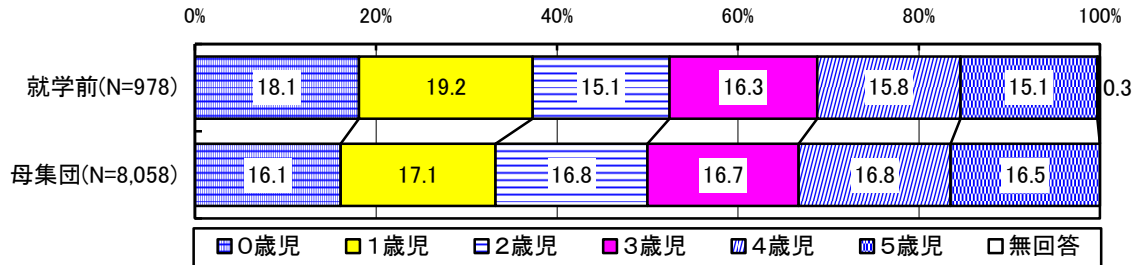 0% 20% 40% 60% 80% 100%
就学前(N=978) 18.1 19.2 15.1 16.3 15.8 15.1 0.3
母集団(N=8,058) 16.1 17.1 16.8 16.7 16.8 16.5
０歳児 １歳児 ２歳児 ３歳児 ４歳児 ５歳児 無回答